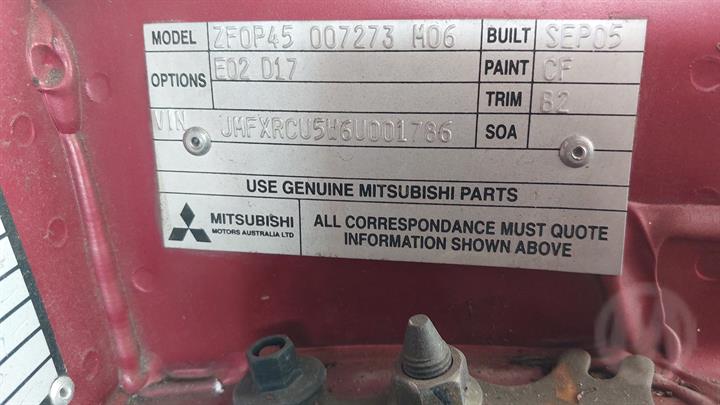 MODEL ZF0P45 007273 M06 BUILT SEP05
OPTIONS E02 D17 PAINT CF
TRIM B2
VIN JMFXRCU5W6U001786 SOA
USE GENUINE MITSUBISHI PARTS
MITSUBISHI
MOTORS AUSTRALIA LTD
ALL CORRESPONDANCE MUST QUOTE
INFORMATION SHOWN ABOVE